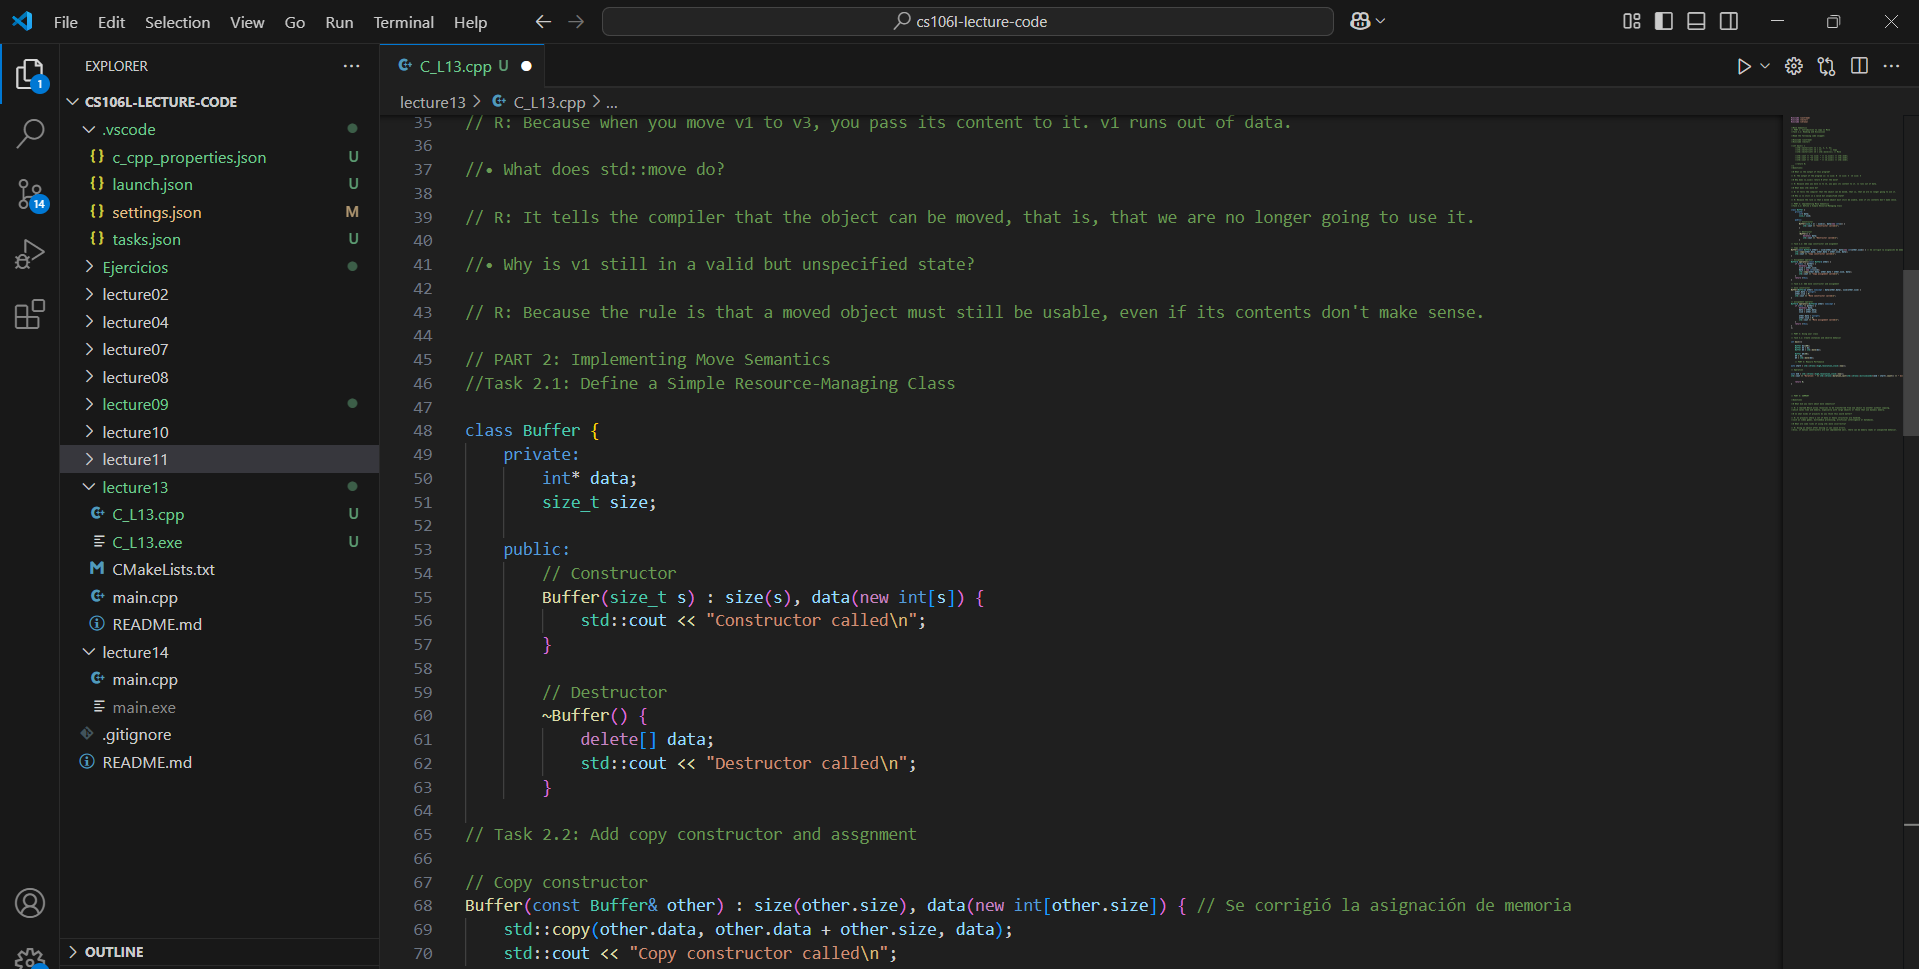 File Edit Selection View Go Run Terminal Help
cs106l-lecture-code
EXPLORER
CS106L-LECTURE-CODE
.vscode
c_cpp_properties.json U
launch.json U
settings.json M
tasks.json U
Ejercicios
lecture02
lecture04
lecture07
lecture08
lecture09
lecture10
lecture11
lecture13
C_L13.cpp U
C_L13.exe U
CMakeLists.txt
main.cpp
README.md
lecture14
main.cpp
main.exe
.gitignore
README.md
OUTLINE
1
14
C_L13.cpp U
lecture13 > C_L13.cpp > ...
35 // R: Because when you move v1 to v3, you pass its content to it. v1 runs out of data.
36
37 //• What does std::move do?
38
39 // R: It tells the compiler that the object can be moved, that is, that we are no longer going to use it.
40
41 //• Why is v1 still in a valid but unspecified state?
42
43 // R: Because the rule is that a moved object must still be usable, even if its contents don't make sense.
44
45 // PART 2: Implementing Move Semantics
46 //Task 2.1: Define a Simple Resource-Managing Class
47
48 class Buffer {
49 private:
50 int* data;
51 size_t size;
52
53 public:
54 // Constructor
55 Buffer(size_t s) : size(s), data(new int[s]) {
56 std::cout << "Constructor called\n";
57 }
58
59 // Destructor
60 ~Buffer() {
61 delete[] data;
62 std::cout << "Destructor called\n";
63 }
64
65 // Task 2.2: Add copy constructor and assgnment
66
67 // Copy constructor
68 Buffer(const Buffer& other) : size(other.size), data(new int[other.size]) { // Se corrigió la asignación de memoria
69 std::copy(other.data, other.data + other.size, data);
70 std::cout << "Copy constructor called\n";